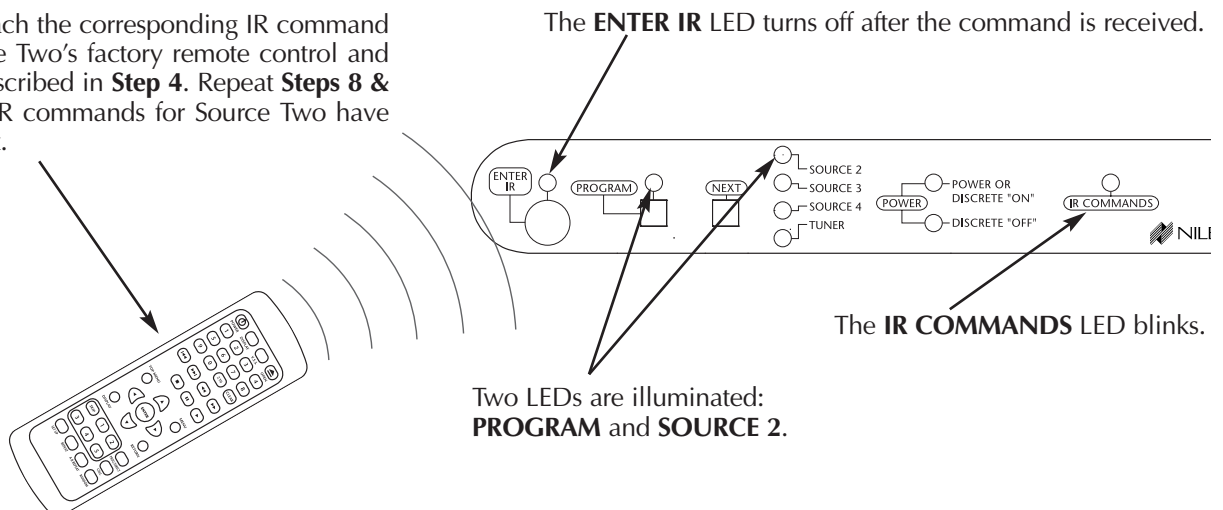 ach the corresponding IR command
e Two’s factory remote control and
scribed in Step 4. Repeat Steps 8 &
R commands for Source Two have
.
The ENTER IR LED turns off after the command is received.
ENTER
IR
PROGRAM
NEXT
SOURCE 2
SOURCE 3
SOURCE 4
TUNER
POWER
POWER OR
DISCRETE "ON"
DISCRETE "OFF"
IR COMMANDS
NILE
The IR COMMANDS LED blinks.
Two LEDs are illuminated:
PROGRAM and SOURCE 2.